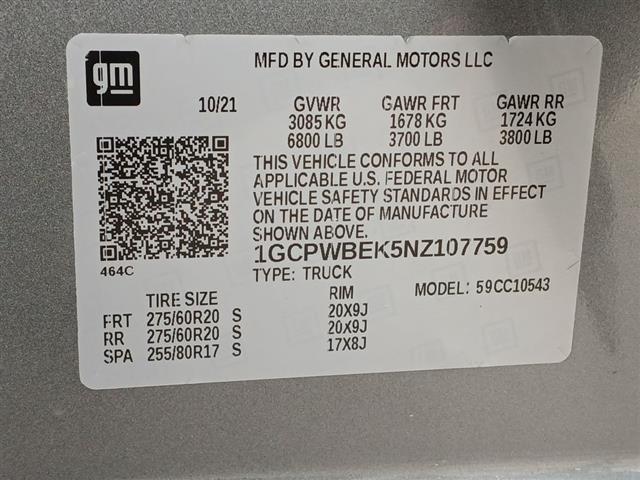 gm
MFD BY GENERAL MOTORS LLC
10/21 GVWR GAWR FRT GAWR RR
3085 KG 1678 KG 1724 KG
6800 LB 3700 LB 3800 LB
THIS VEHICLE CONFORMS TO ALL
APPLICABLE U.S. FEDERAL MOTOR
VEHICLE SAFETY STANDARDS IN EFFECT
ON THE DATE OF MANUFACTURE
SHOWN ABOVE.
464C
1GCPWBEK5NZ107759
TYPE: TRUCK MODEL: 59CC10543
TIRE SIZE RIM
FRT 275/60R20 S 20X9J
RR 275/60R20 S 20x9J
SPA 255/80R17 S 17X8J